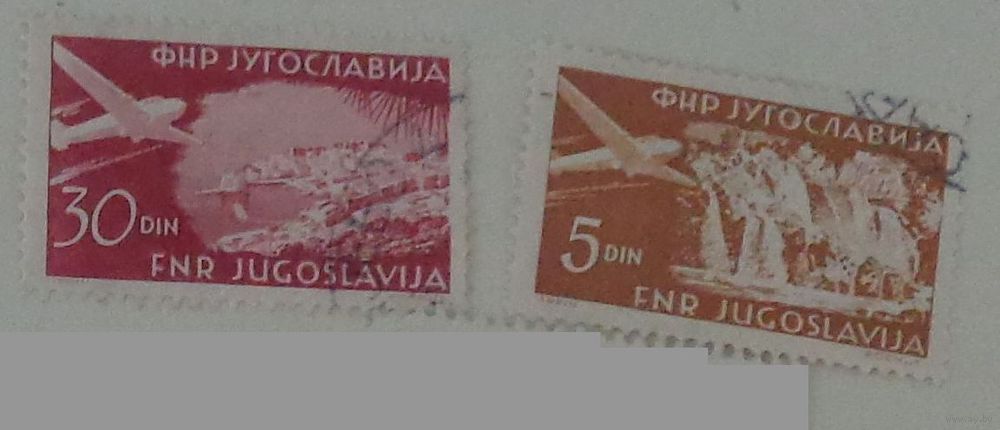 ФНР ЈУГОСЛАВИЈА
30 DIN
FNR JUGOSLAVIJA
ФНР ЈУГОСЛАВИЈА
5 DIN
FNR JUGOSLAVIJA